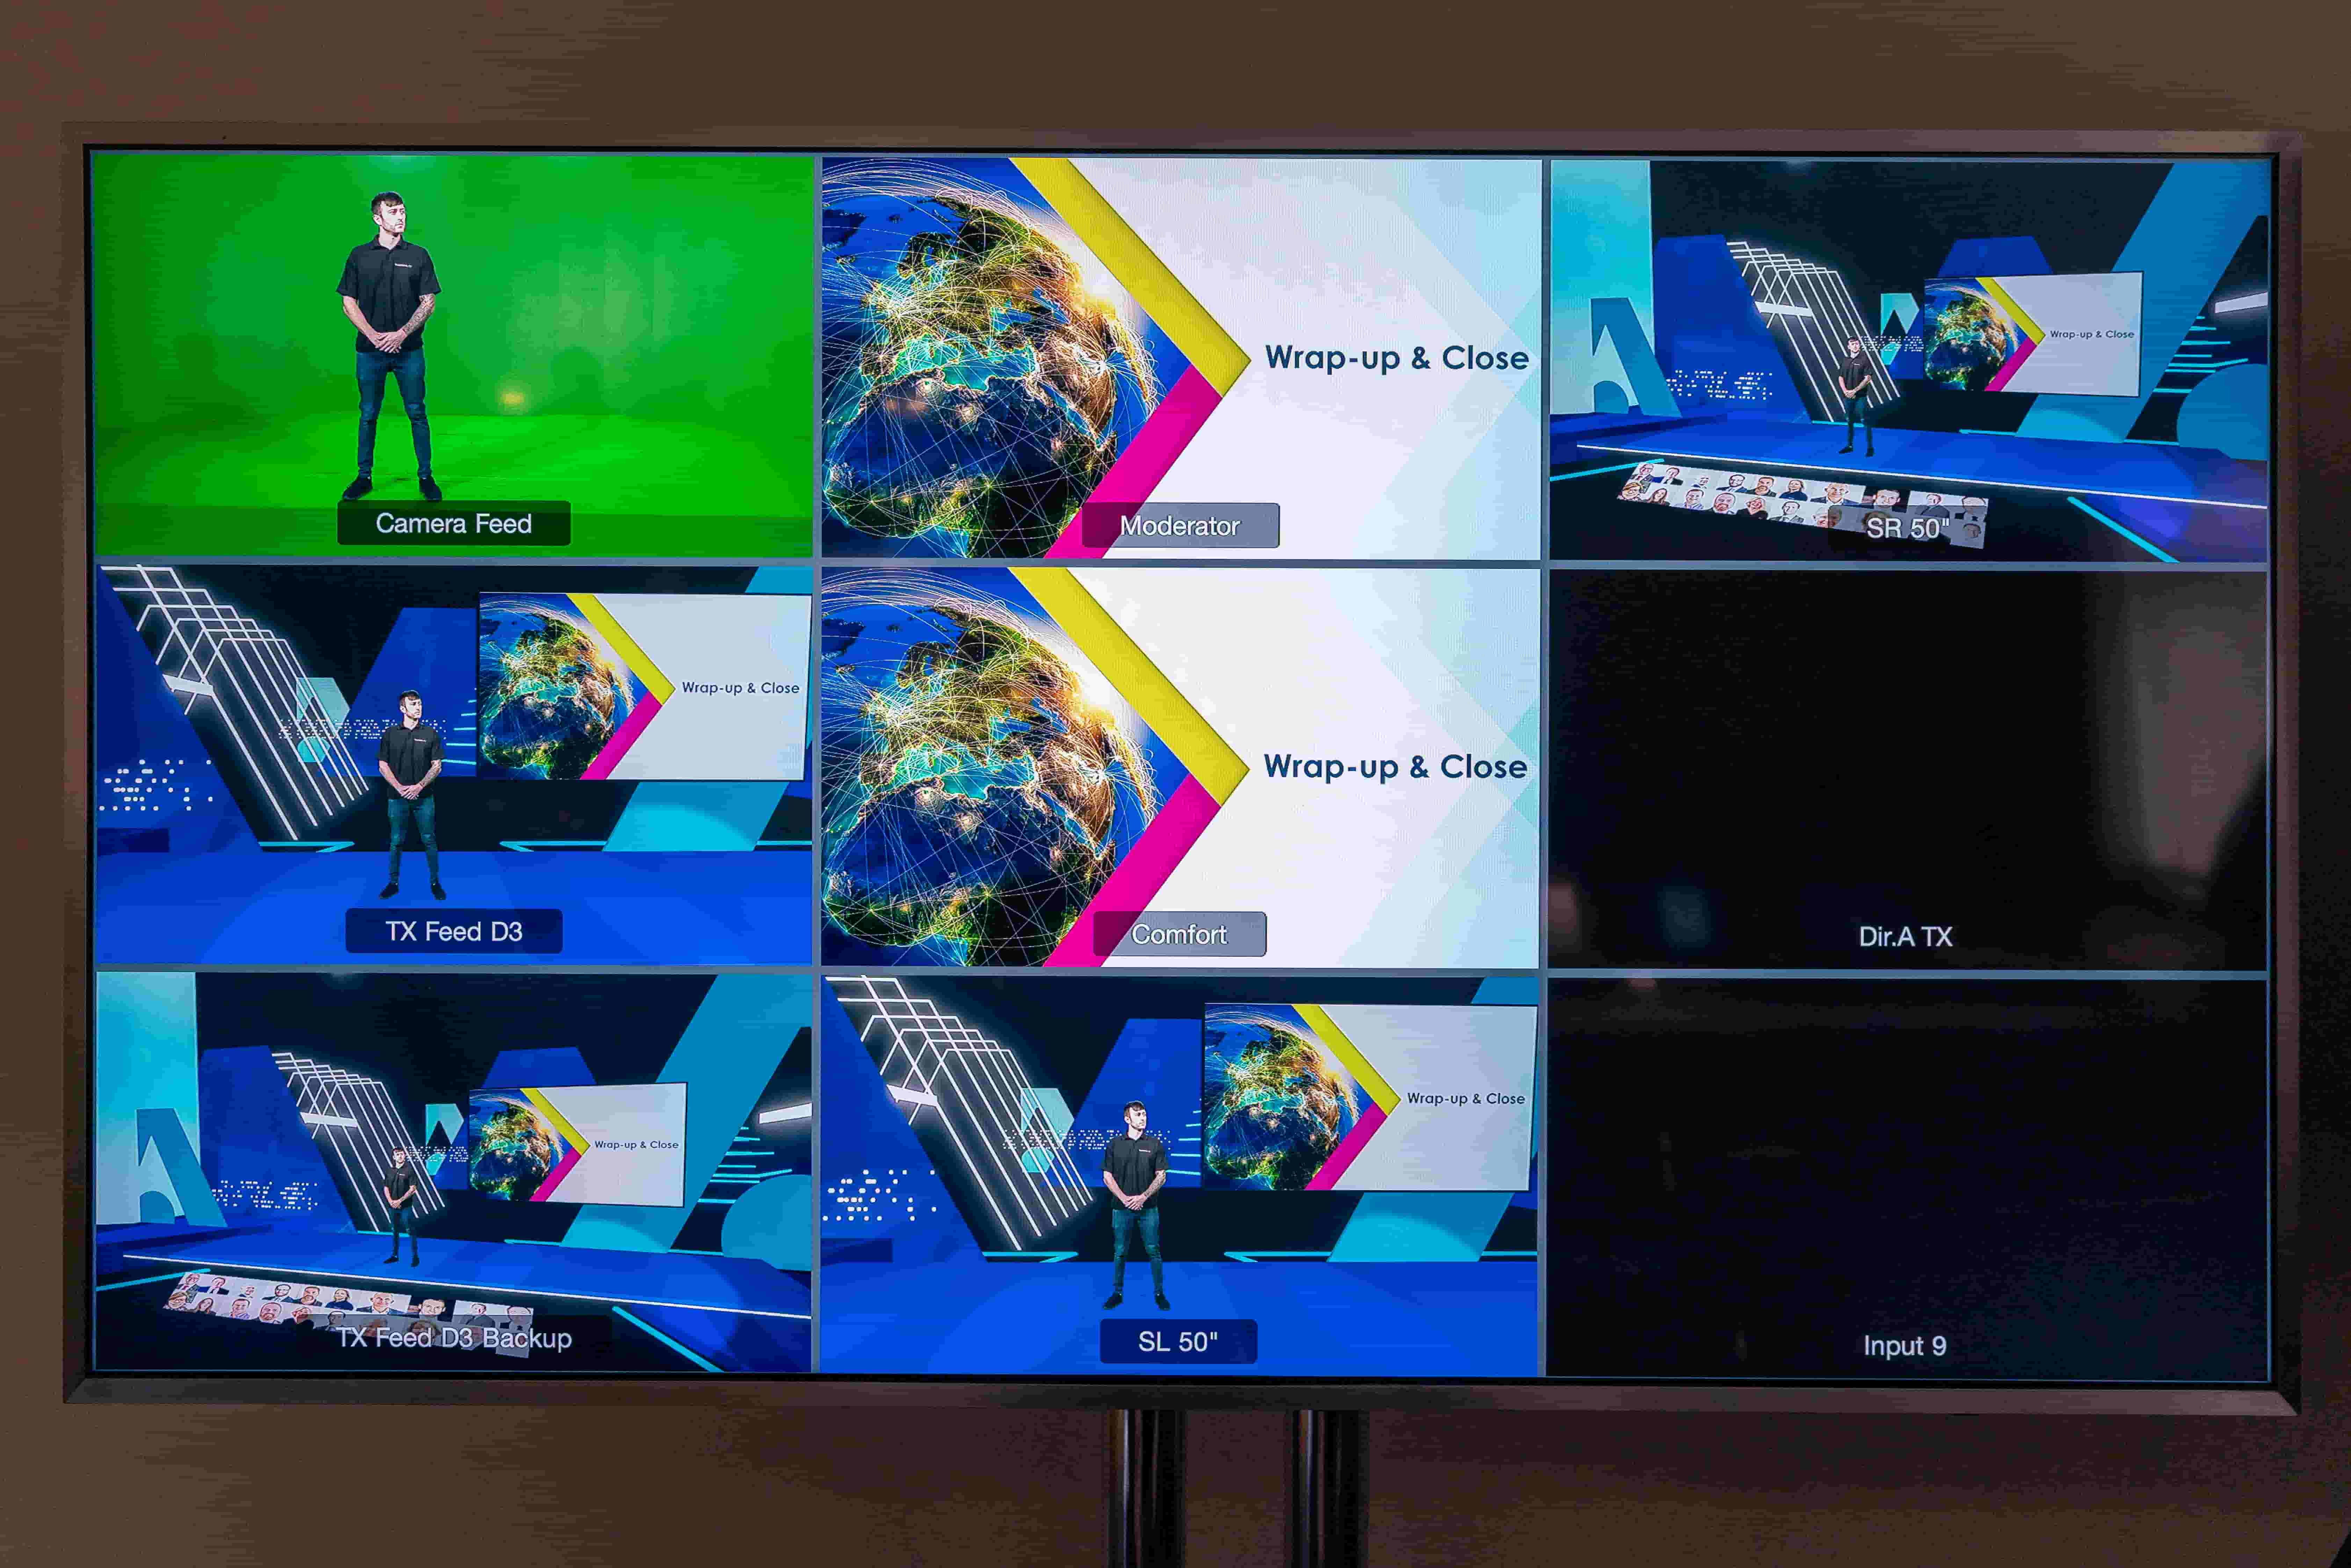 Camera Feed
Wrap-up & Close
Moderator
Wrap-up & Close
SR 50"
Wrap-up & Close
TX Feed D3
Wrap-up & Close
Comfort
Dir.A TX
Wrap-up & Close
TX Feed D3 Backup
Wrap-up & Close
SL 50"
Input 9